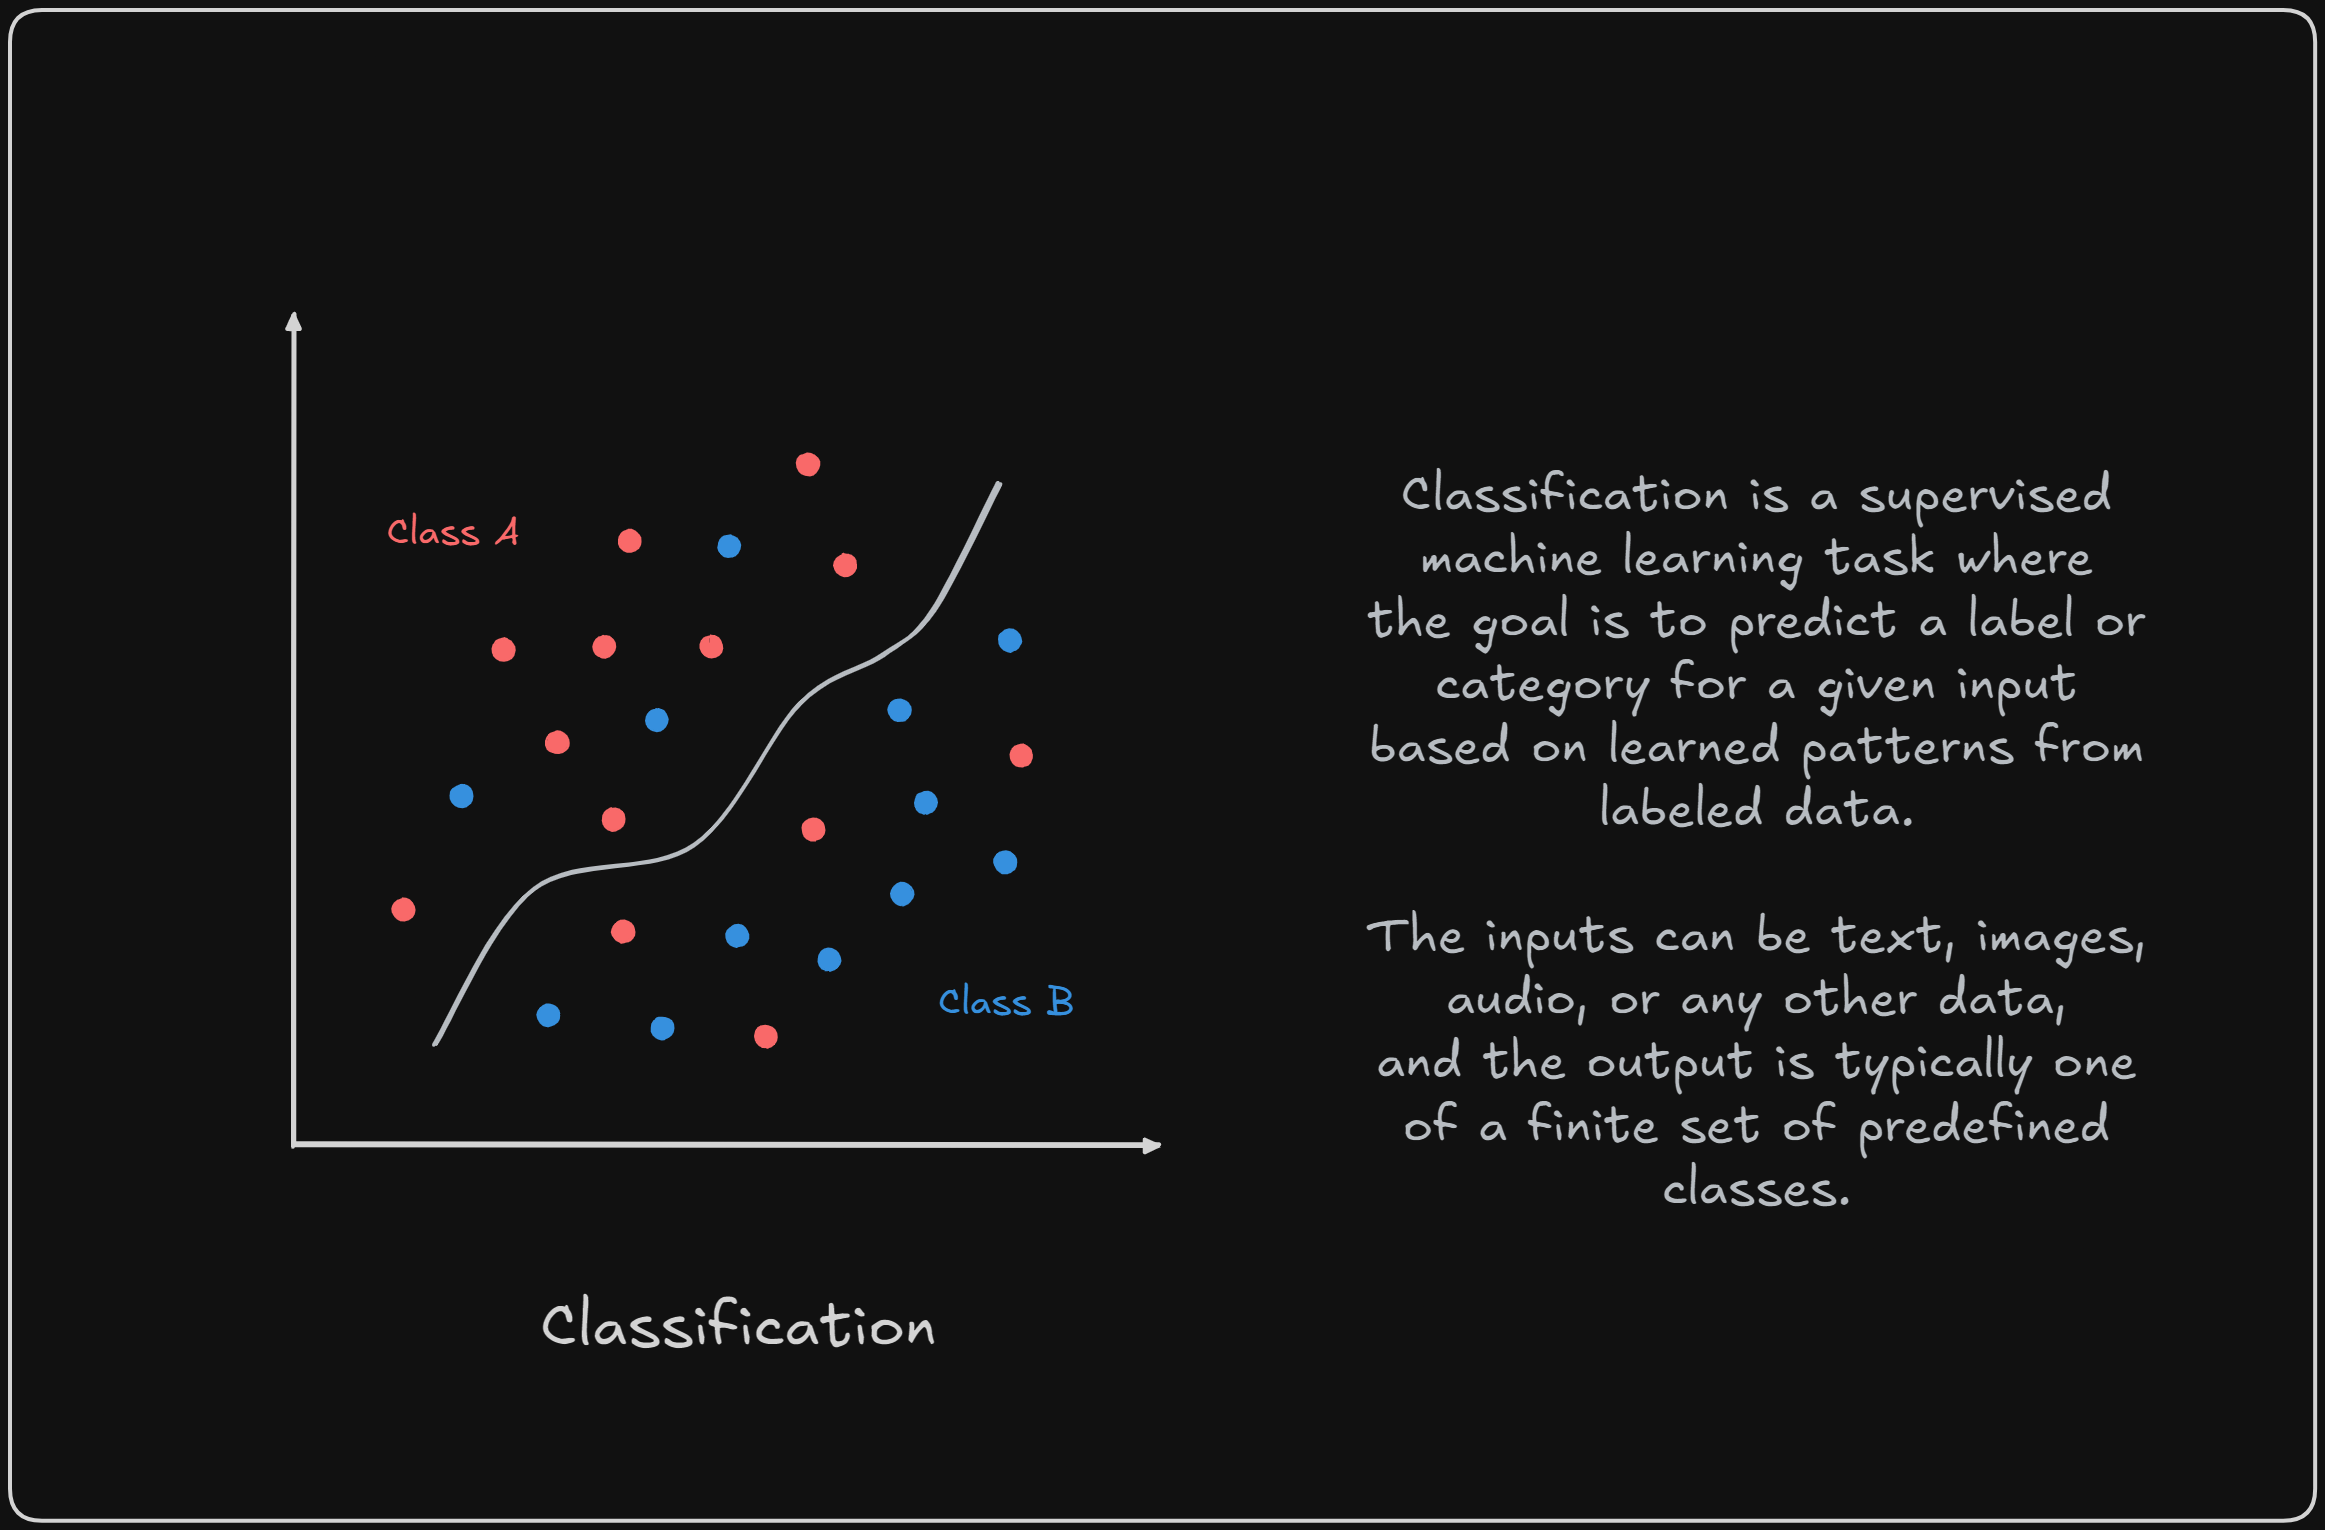 Class A
Class B
Classification
Classification is a supervised
machine learning task where
the goal is to predict a label or
category for a given input
based on learned patterns from
labeled data.
The inputs can be text, images,
audio, or any other data,
and the output is typically one
of a finite set of predefined
classes.